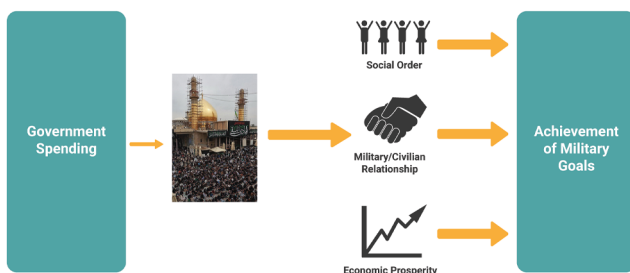 Government
Spending
Social Order
Military/Civilian
Relationship
Economic Prosperity
Achievement
of Military
Goals